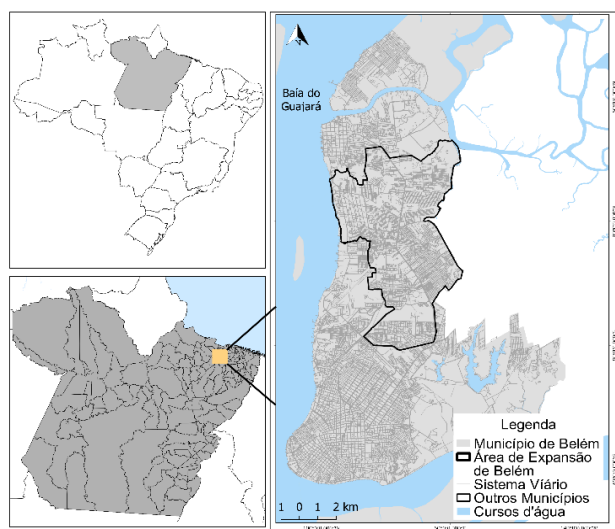 Baía do
Guajará
Legenda
Município de Belém
Área de Expansão
de Belém
Sistema Viário
Outros Municípios
Cursos d'água
1 0 1 2 km